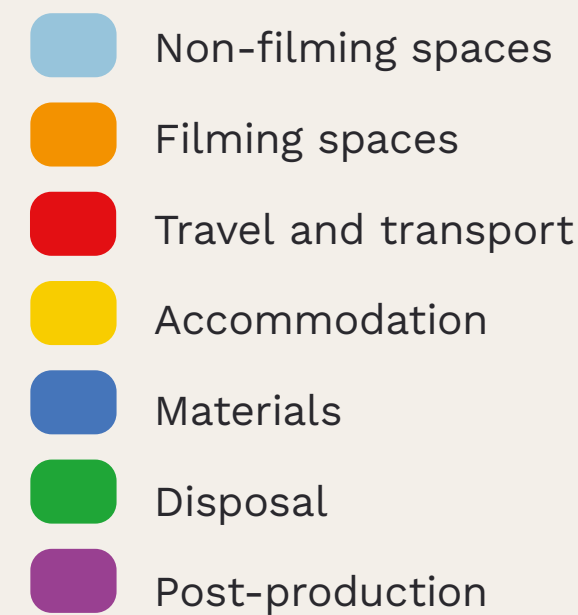 Non-filming spaces
Filming spaces
Travel and transport
Accommodation
Materials
Disposal
Post-production